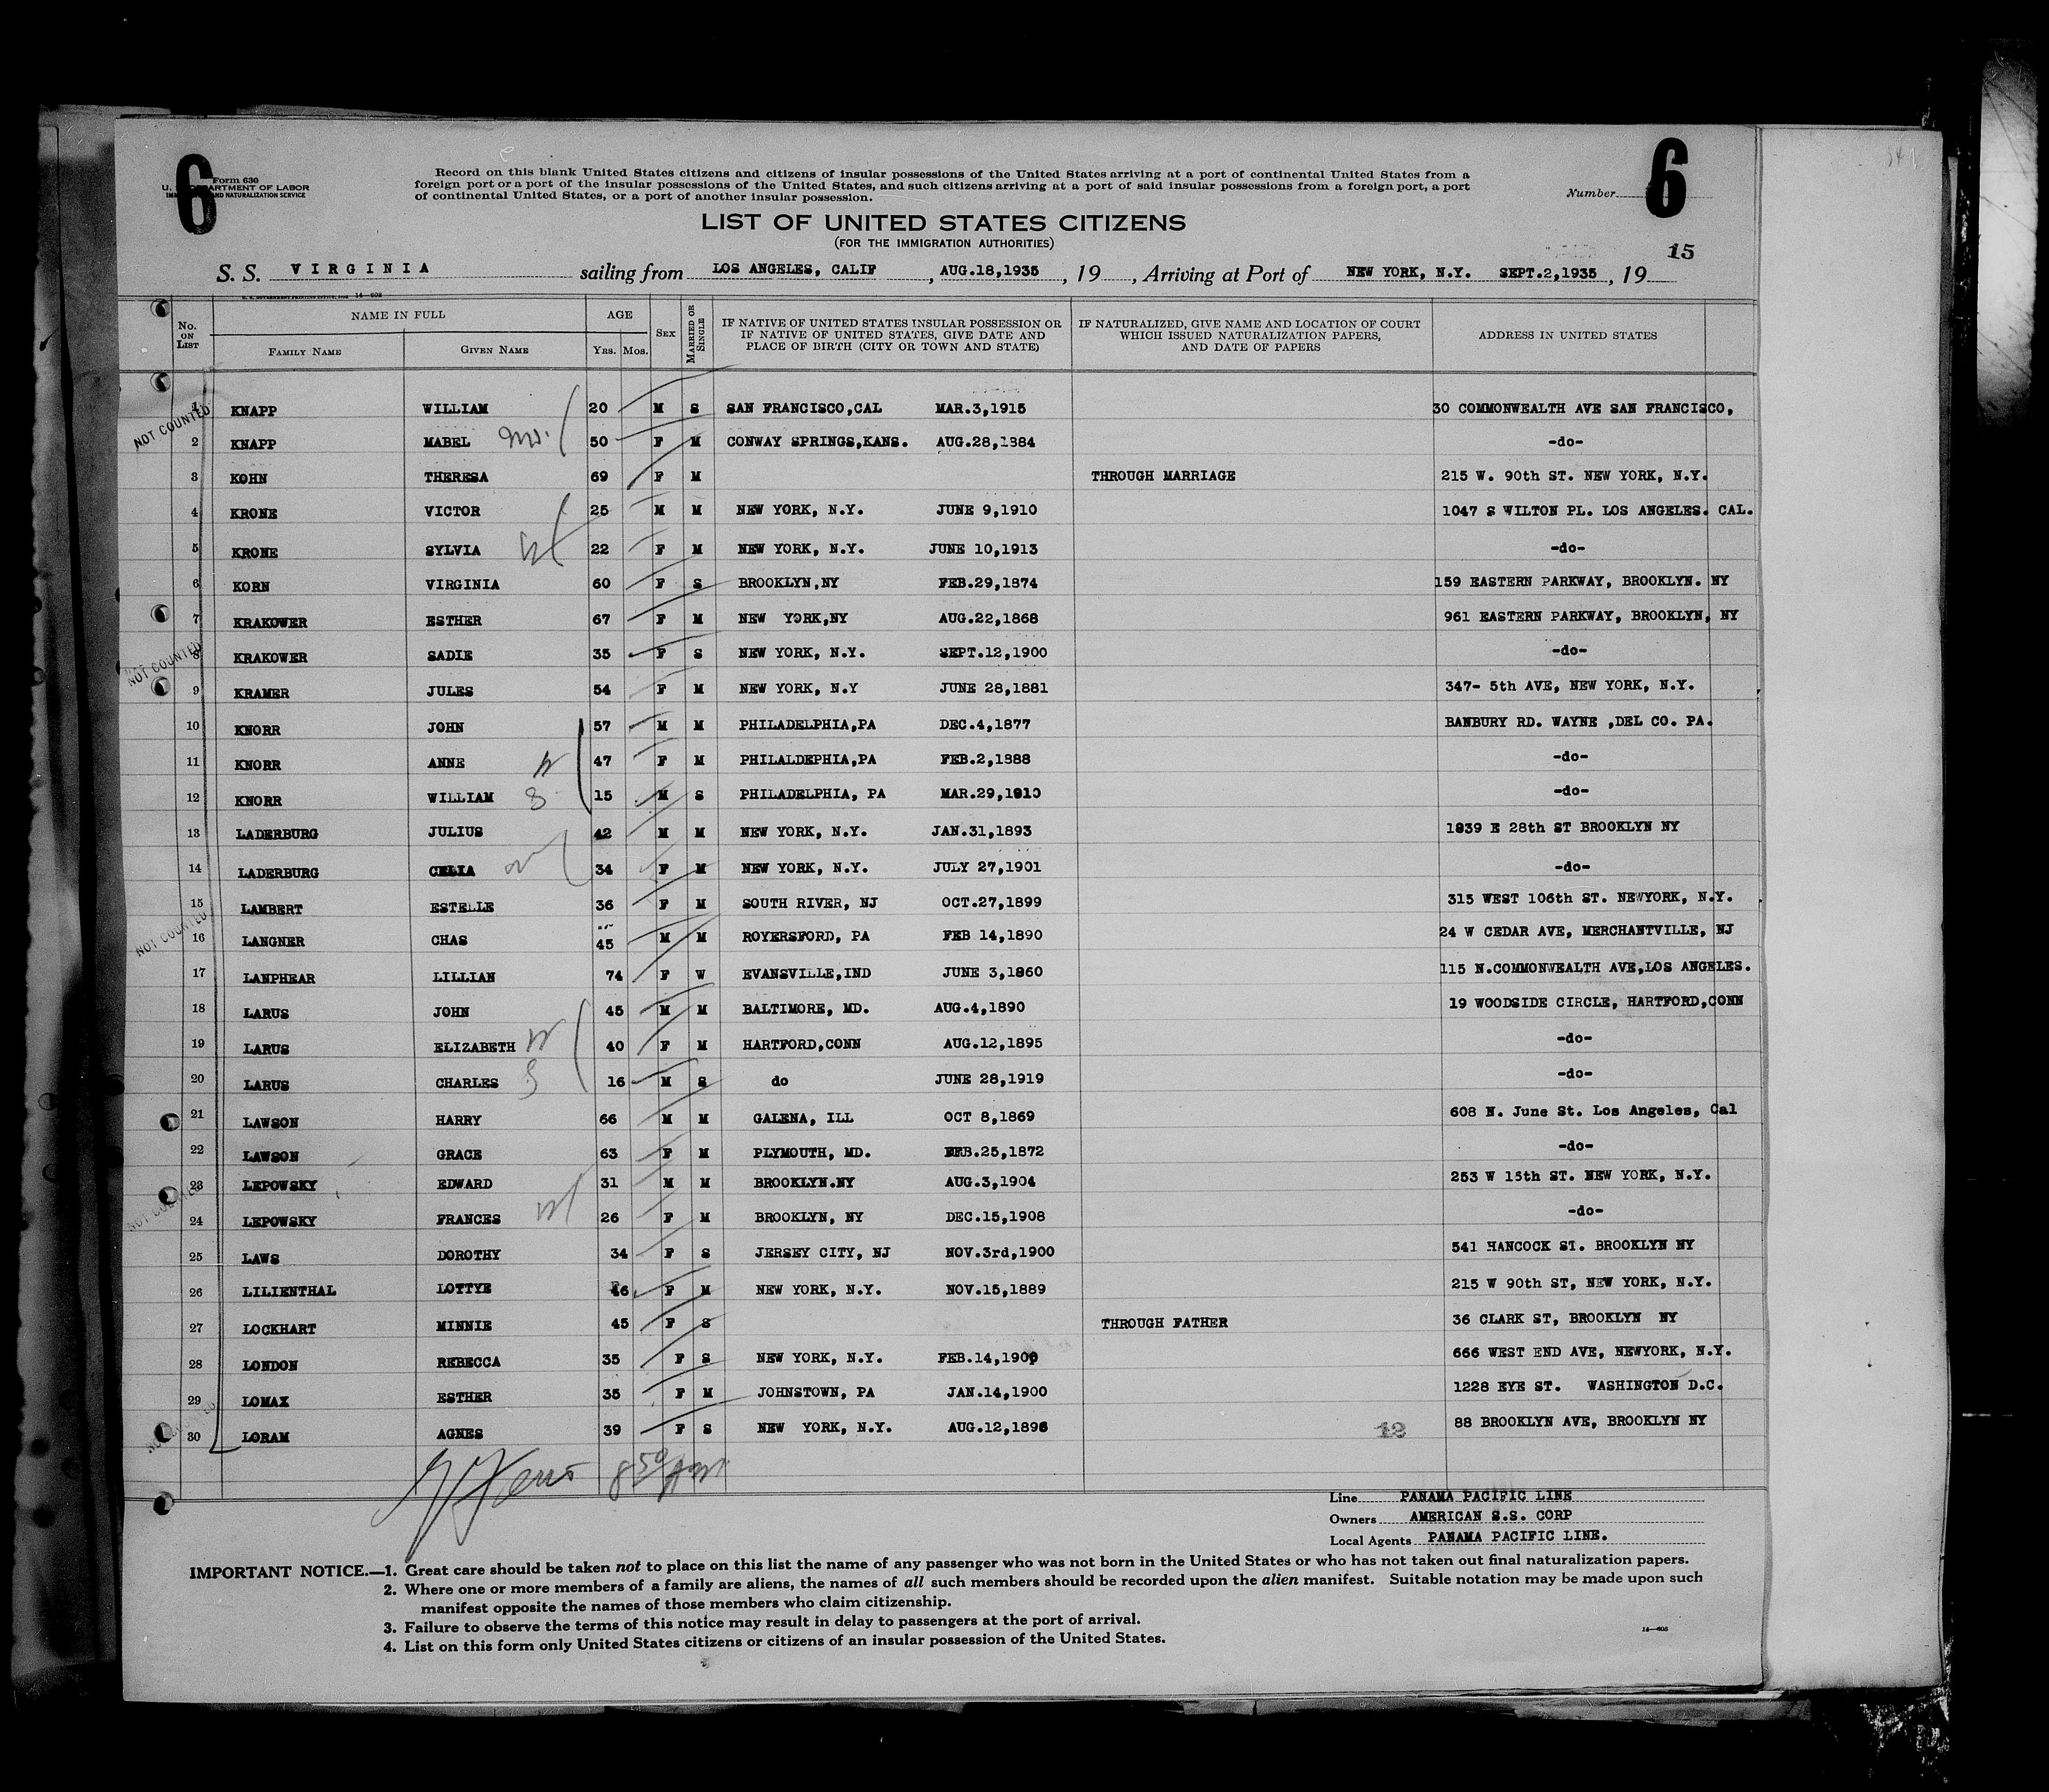 6
Form 630
U. DEPARTMENT OF LABOR
AND NATURALIZATION SERVICE
Record on this blank United States citizens and citizens of insular possessions of the United States arriving at a port of continental United States from a
foreign port or a port of the insular possessions of the United States, and such citizens arriving at a port of said insular possessions from a foreign port, a port
of continental United States, or a port of another insular possession.
Number 6
LIST OF UNITED STATES CITIZENS
(FOR THE IMMIGRATION AUTHORITIES)
15
S. S. VIRGINIA sailing from LOS ANGELES, CALIF, AUG.18,1935, 19, Arriving at Port of NEW YORK, N.Y. SEPT.2,1935, 19
No. ON LIST NAME IN FULL FAMILY NAME GIVEN NAME AGE YRS. MOS. SEX MARRIED OR SINGLE IF NATIVE OF UNITED STATES INSULAR POSSESSION OR IF NATIVE OF UNITED STATES, GIVE DATE AND PLACE OF BIRTH (CITY OR TOWN AND STATE) IF NATURALIZED, GIVE NAME AND LOCATION OF COURT WHICH ISSUED NATURALIZATION PAPERS, AND DATE OF PAPERS ADDRESS IN UNITED STATES
NOT COUNTED
1 KNAPP WILLIAM 20 M S SAN FRANCISCO,CAL MAR.3,1915 30 COMMONWEALTH AVE SAN FRANCISCO,
2 KNAPP MABEL 50 F M CONWAY SPRINGS,KANS. AUG.28,1884 -do-
3 KOHN THERESA 69 F M THROUGH MARRIAGE 215 W. 90th ST. NEW YORK, N.Y.
4 KRONE VICTOR 25 M M NEW YORK, N.Y. JUNE 9,1910 1047 S WILTON PL. LOS ANGELES. CAL.
5 KRONE SYLVIA W 22 F M NEW YORK, N.Y. JUNE 10,1913 -do-
6 KORN VIRGINIA 60 F S BROOKLYN,NY FEB.29,1874 159 EASTERN PARKWAY, BROOKLYN. NY
7 KRAKOWER ESTHER 67 F M NEW YORK,NY AUG.22,1868 961 EASTERN PARKWAY, BROOKLYN, NY
NOT COUNTED
8 KRAKOWER SADIE 35 F S NEW YORK, N.Y. SEPT.12,1900 -do-
9 KRAMER JULES 54 F M NEW YORK, N.Y JUNE 28,1881 347- 5th AVE, NEW YORK, N.Y.
10 KNORR JOHN 57 M M PHILADELPHIA,PA DEC.4,1877 BANBURY RD. WAYNE ,DEL CO. PA.
11 KNORR ANNE W 47 F M PHILALDEPHIA,PA FEB.2,1888 -do-
12 KNORR WILLIAM S 15 M S PHILADELPHIA, PA MAR.29,1910 -do-
13 LADERBURG JULIUS 42 M M NEW YORK, N.Y. JAN.31,1893 1839 E 28th ST BROOKLYN NY
14 LADERBURG CELIA W 34 F M NEW YORK, N.Y. JULY 27,1901 -do-
15 LAMBERT ESTELLE 36 F M SOUTH RIVER, NJ OCT.27,1899 315 WEST 106th ST. NEWYORK, N.Y.
NOT COUNTED
16 LANGNER CHAS 45 M M ROYERSFORD, PA FEB 14,1890 24 W CEDAR AVE, MERCHANTVILLE, NJ
17 LANPHEAR LILLIAN 74 F W EVANSVILLE,IND JUNE 3,1860 115 N.COMMONWEALTH AVE,LOS ANGELES.
18 LARUS JOHN 45 M M BALTIMORE, MD. AUG.4,1890 19 WOODSIDE CIRCLE, HARTFORD,CONN
19 LARUS ELIZABETH W 40 F M HARTFORD,CONN AUG.12,1895 -do-
20 LARUS CHARLES S 16 M S do JUNE 28,1919 -do-
21 LAWSON HARRY 66 M M GALENA, ILL OCT 8,1869 608 N. June St. Los Angeles, Cal
22 LAWSON GRACE 63 F M PLYMOUTH, MD. FEB.25,1872 -do-
23 LEPOWSKY EDWARD 31 M M BROOKLYN.NY AUG.3,1904 253 W 15th ST. NEW YORK, N.Y.
NOT COUNTED
24 LEPOWSKY FRANCES W 26 F M BROOKLYN, NY DEC.15,1908 -do-
25 LAWS DOROTHY 34 F S JERSEY CITY, NJ NOV.3rd,1900 541 HANCOCK ST. BROOKLYN NY
26 LILIENTHAL LOTTYE 46 F M NEW YORK, N.Y. NOV.15,1889 215 W 90th ST, NEW YORK, N.Y.
27 LOCKHART MINNIE 45 F S THROUGH FATHER 36 CLARK ST, BROOKLYN NY
28 LONDON REBECCA 35 F S NEW YORK, N.Y. FEB.14,1900 666 WEST END AVE, NEWYORK, N.Y.
29 LOMAX ESTHER 35 F M JOHNSTOWN, PA JAN.14,1900 1228 EYE ST. WASHINGTON D.C.
30 LORAM AGNES 39 F S NEW YORK, N.Y. AUG.12,1896 12 88 BROOKLYN AVE, BROOKLYN NY
Line PANAMA PACIFIC LINE
Owners AMERICAN S.S. CORP
Local Agents PANAMA PACIFIC LINE.
IMPORTANT NOTICE.—1. Great care should be taken not to place on this list the name of any passenger who was not born in the United States or who has not taken out final naturalization papers.
2. Where one or more members of a family are aliens, the names of all such members should be recorded upon the alien manifest. Suitable notation may be made upon such
manifest opposite the names of those members who claim citizenship.
3. Failure to observe the terms of this notice may result in delay to passengers at the port of arrival.
4. List on this form only United States citizens or citizens of an insular possession of the United States.
14—608